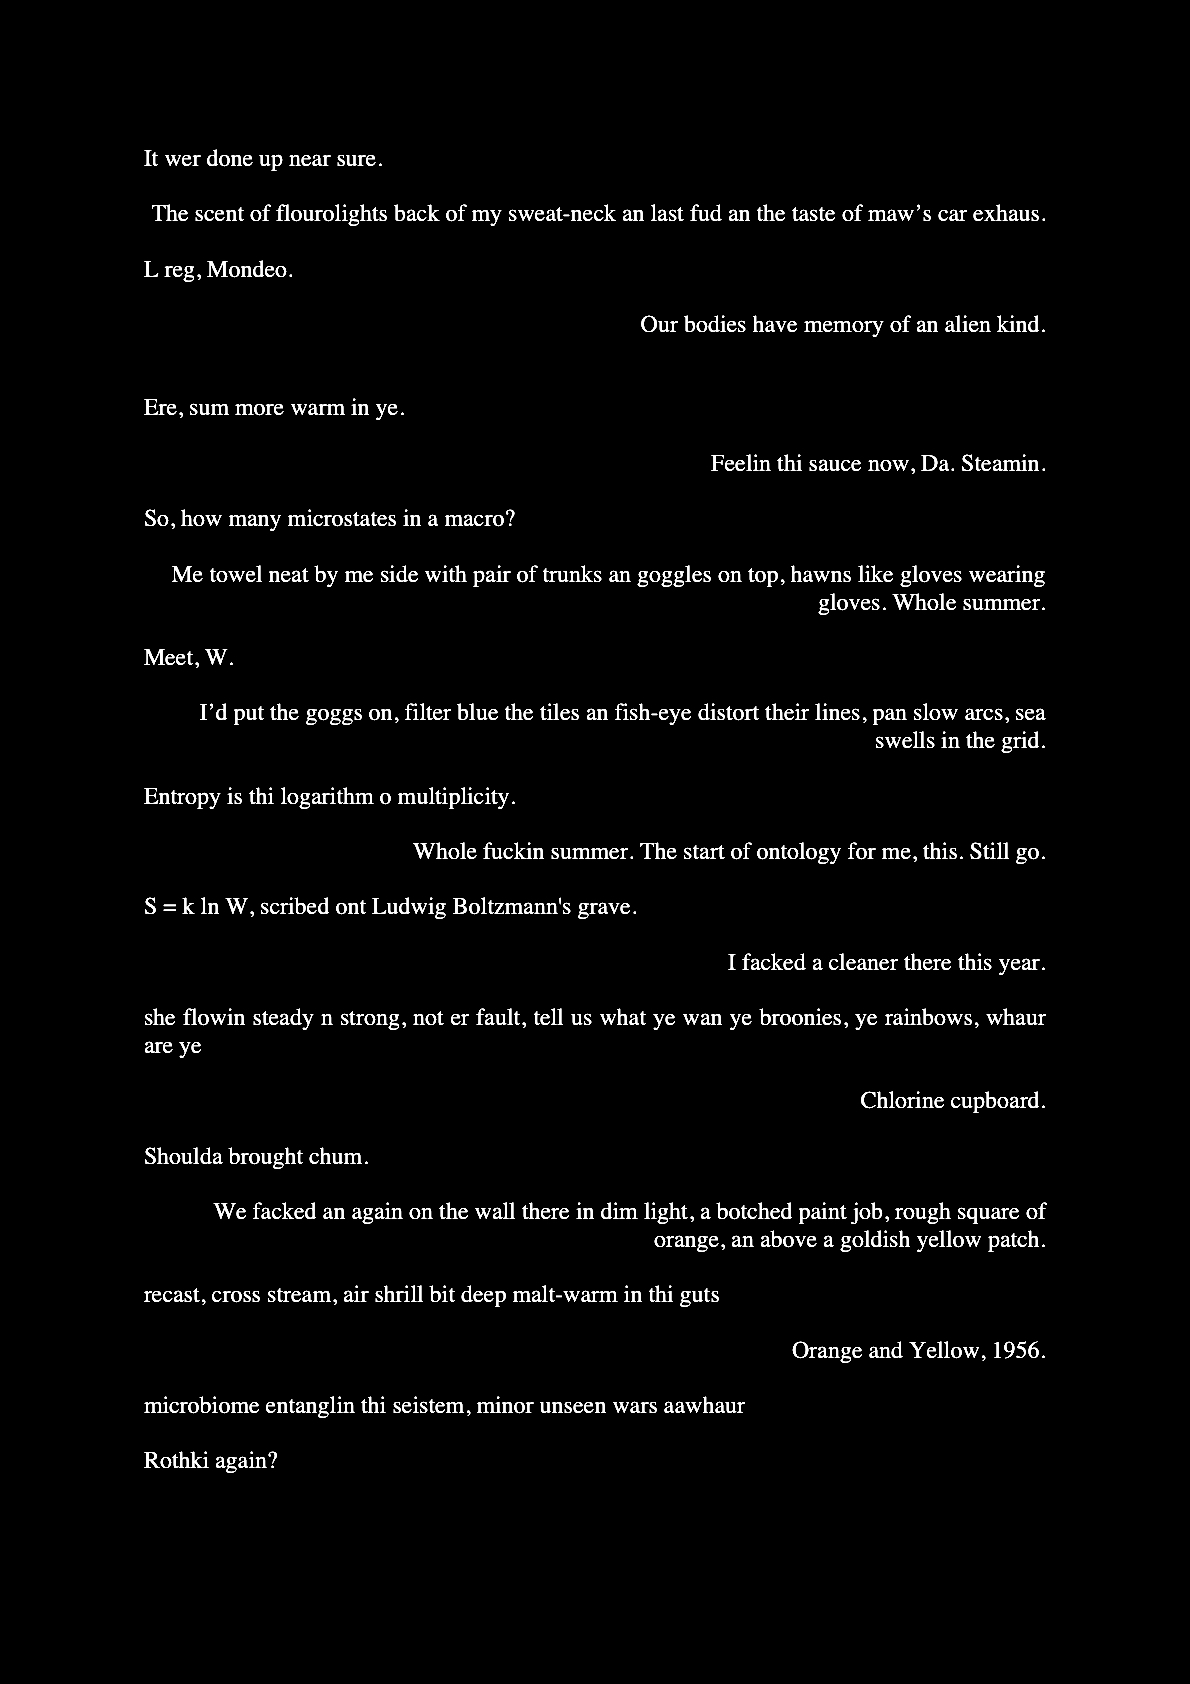 It wer done up near sure.
The scent of flourolights back of my sweat-neck an last fud an the taste of maw’s car exhaus.
L reg, Mondeo.
Our bodies have memory of an alien kind.
Ere, sum more warm in ye.
Feelin thi sauce now, Da. Steamin.
So, how many microstates in a macro?
Me towel neat by me side with pair of trunks an goggles on top, hawns like gloves wearing
gloves. Whole summer.
Meet, W.
I’d put the goggs on, filter blue the tiles an fish-eye distort their lines, pan slow arcs, sea
swells in the grid.
Entropy is thi logarithm o multiplicity.
Whole fuckin summer. The start of ontology for me, this. Still go.
S = k ln W, scribed ont Ludwig Boltzmann's grave.
I facked a cleaner there this year.
she flowin steady n strong, not er fault, tell us what ye wan ye broonies, ye rainbows, whaur
are ye
Chlorine cupboard.
Shoulda brought chum.
We facked an again on the wall there in dim light, a botched paint job, rough square of
orange, an above a goldish yellow patch.
recast, cross stream, air shrill bit deep malt-warm in thi guts
Orange and Yellow, 1956.
microbiome entanglin thi seistem, minor unseen wars aawhaur
Rothki again?